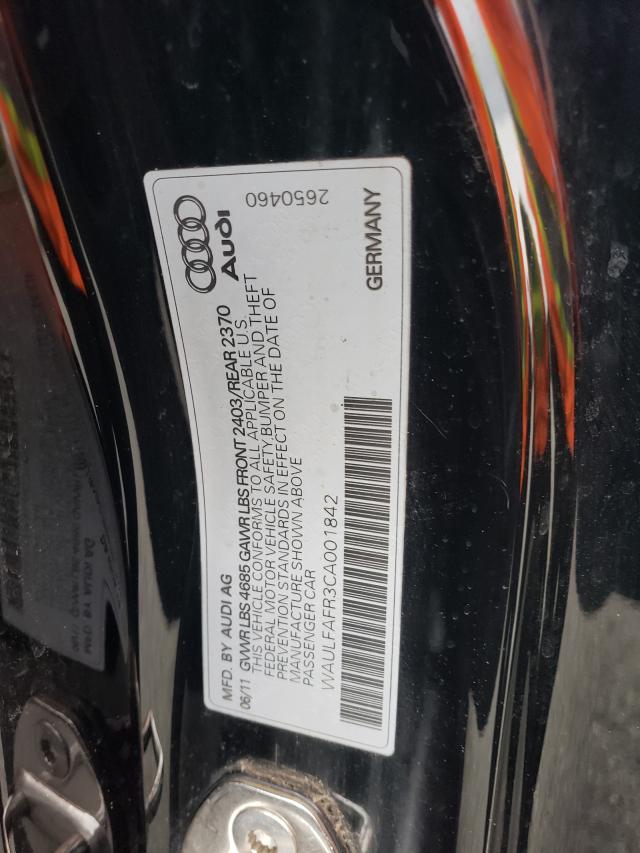 MFD. BY AUDI AG
06/11 GVWR LBS 4685 GAWR LBS FRONT 2403/REAR 2370
THIS VEHICLE CONFORMS TO ALL APPLICABLE U.S.
FEDERAL MOTOR VEHICLE SAFETY, BUMPER AND THEFT
PREVENTION STANDARDS IN EFFECT ON THE DATE OF
MANUFACTURE SHOWN ABOVE
PASSENGER CAR
WAULFAFR3CA001842
Audi
2650460
GERMANY